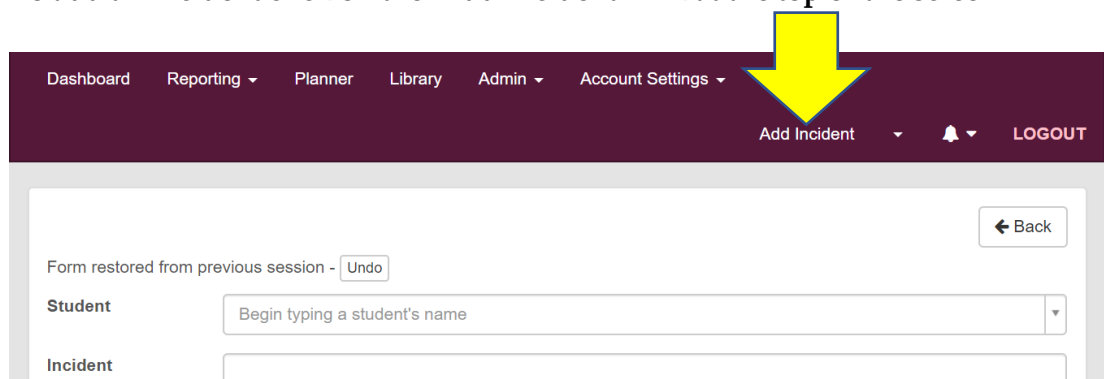 Dashboard Reporting Planner Library Admin Account Settings
Add Incident LOGOUT
Back
Form restored from previous session - Undo
Student Begin typing a student's name
Incident